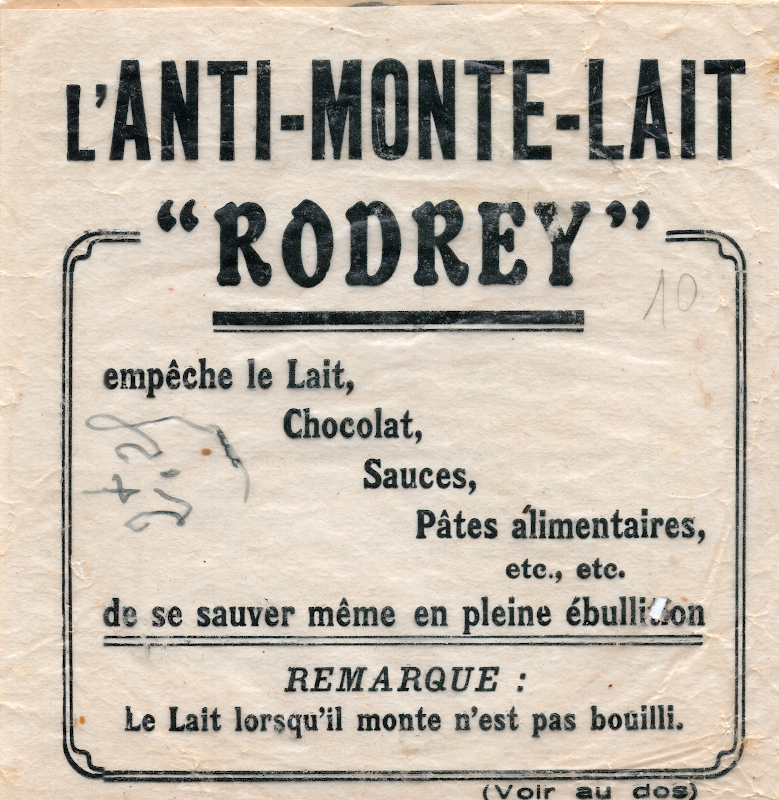 L'ANTI-MONTE-LAIT
“RODREY”
10
empêche le Lait,
Chocolat,
Sauces,
Pâtes alimentaires,
etc., etc.
de se sauver même en pleine ébullition
REMARQUE :
Le Lait lorsqu'il monte n'est pas bouilli.
(Voir au dos)